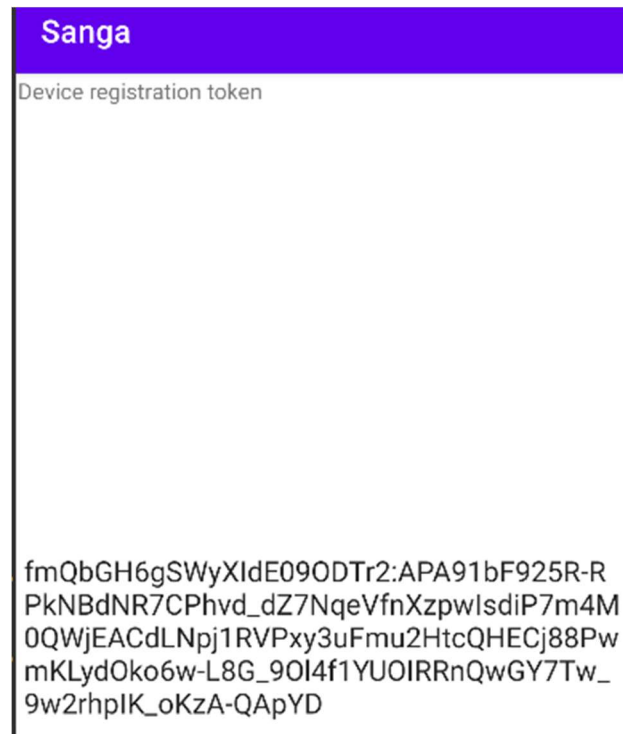 Sanga
Device registration token
fmQbGH6gSWyXIdE09ODTr2:APA91bF925R-R
PkNBdNR7CPhvd_dZ7NqeVfnXzpwIsdiP7m4M
0QWjEACdLNpj1RVPxy3uFmu2HtcQHECj88Pw
mKLydOko6w-L8G_9Ol4f1YUOIRRnQwGY7Tw_
9w2rhpIK_oKzA-QApYD